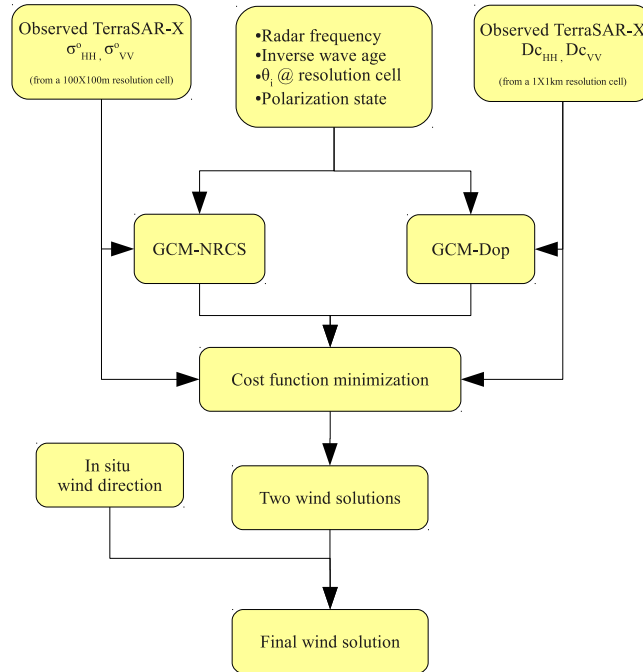 Observed TerraSAR-X
σ°HH , σ°VV
(from a 100X100m resolution cell)
•Radar frequency
•Inverse wave age
•θi @ resolution cell
•Polarization state
Observed TerraSAR-X
DcHH , DcVV
(from a 1X1km resolution cell)
GCM-NRCS
GCM-Dop
Cost function minimization
In situ
wind direction
Two wind solutions
Final wind solution